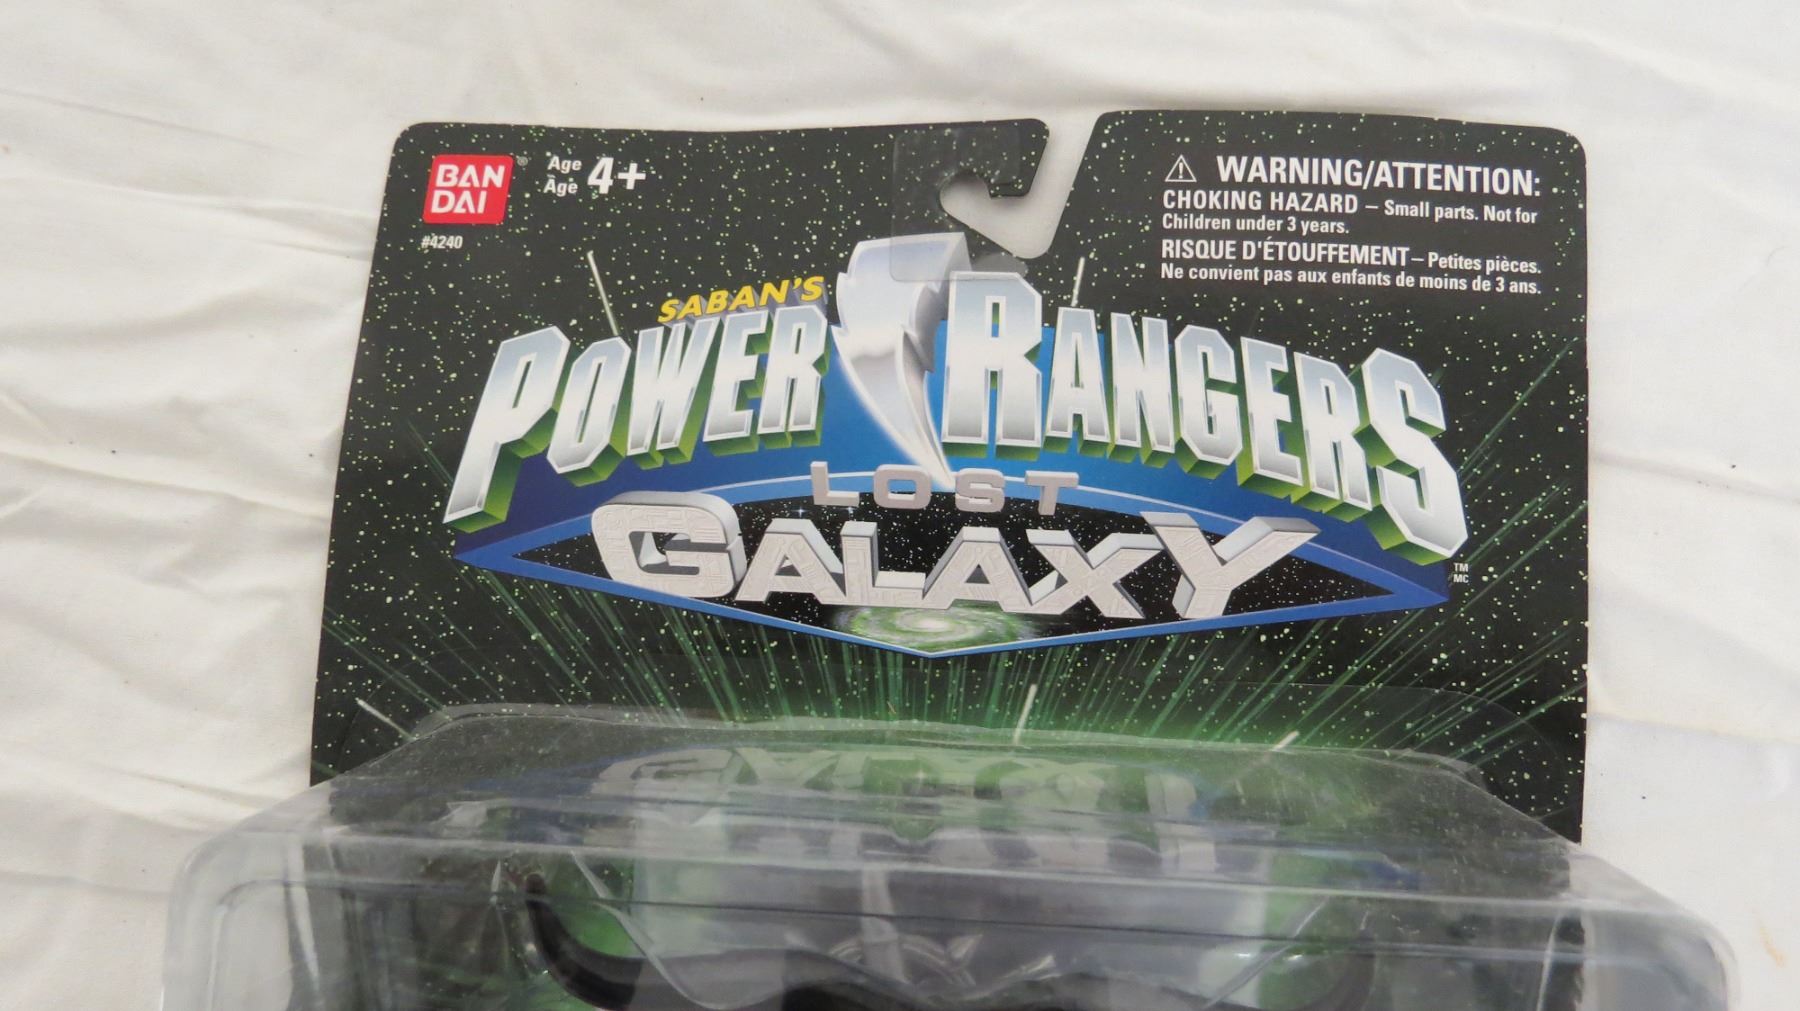 BAN
DAI
®
Age
Âge
4+
#4240
⚠ WARNING/ATTENTION:
CHOKING HAZARD – Small parts. Not for
Children under 3 years.
RISQUE D'ÉTOUFFEMENT – Petites pièces.
Ne convient pas aux enfants de moins de 3 ans.
SABAN'S
POWER RANGERS
LOST
GALAXY
TM
MC